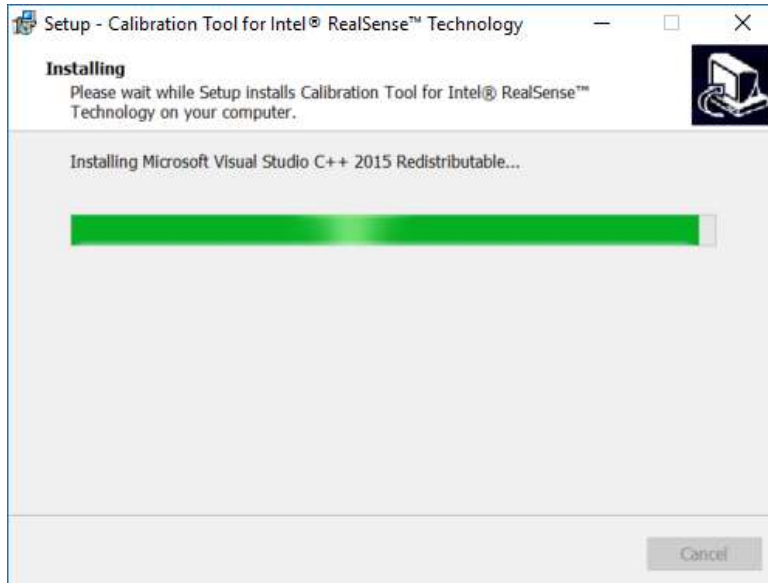 Setup - Calibration Tool for Intel® RealSense™ Technology
Installing
Please wait while Setup installs Calibration Tool for Intel® RealSense™
Technology on your computer.
Installing Microsoft Visual Studio C++ 2015 Redistributable...
Cancel